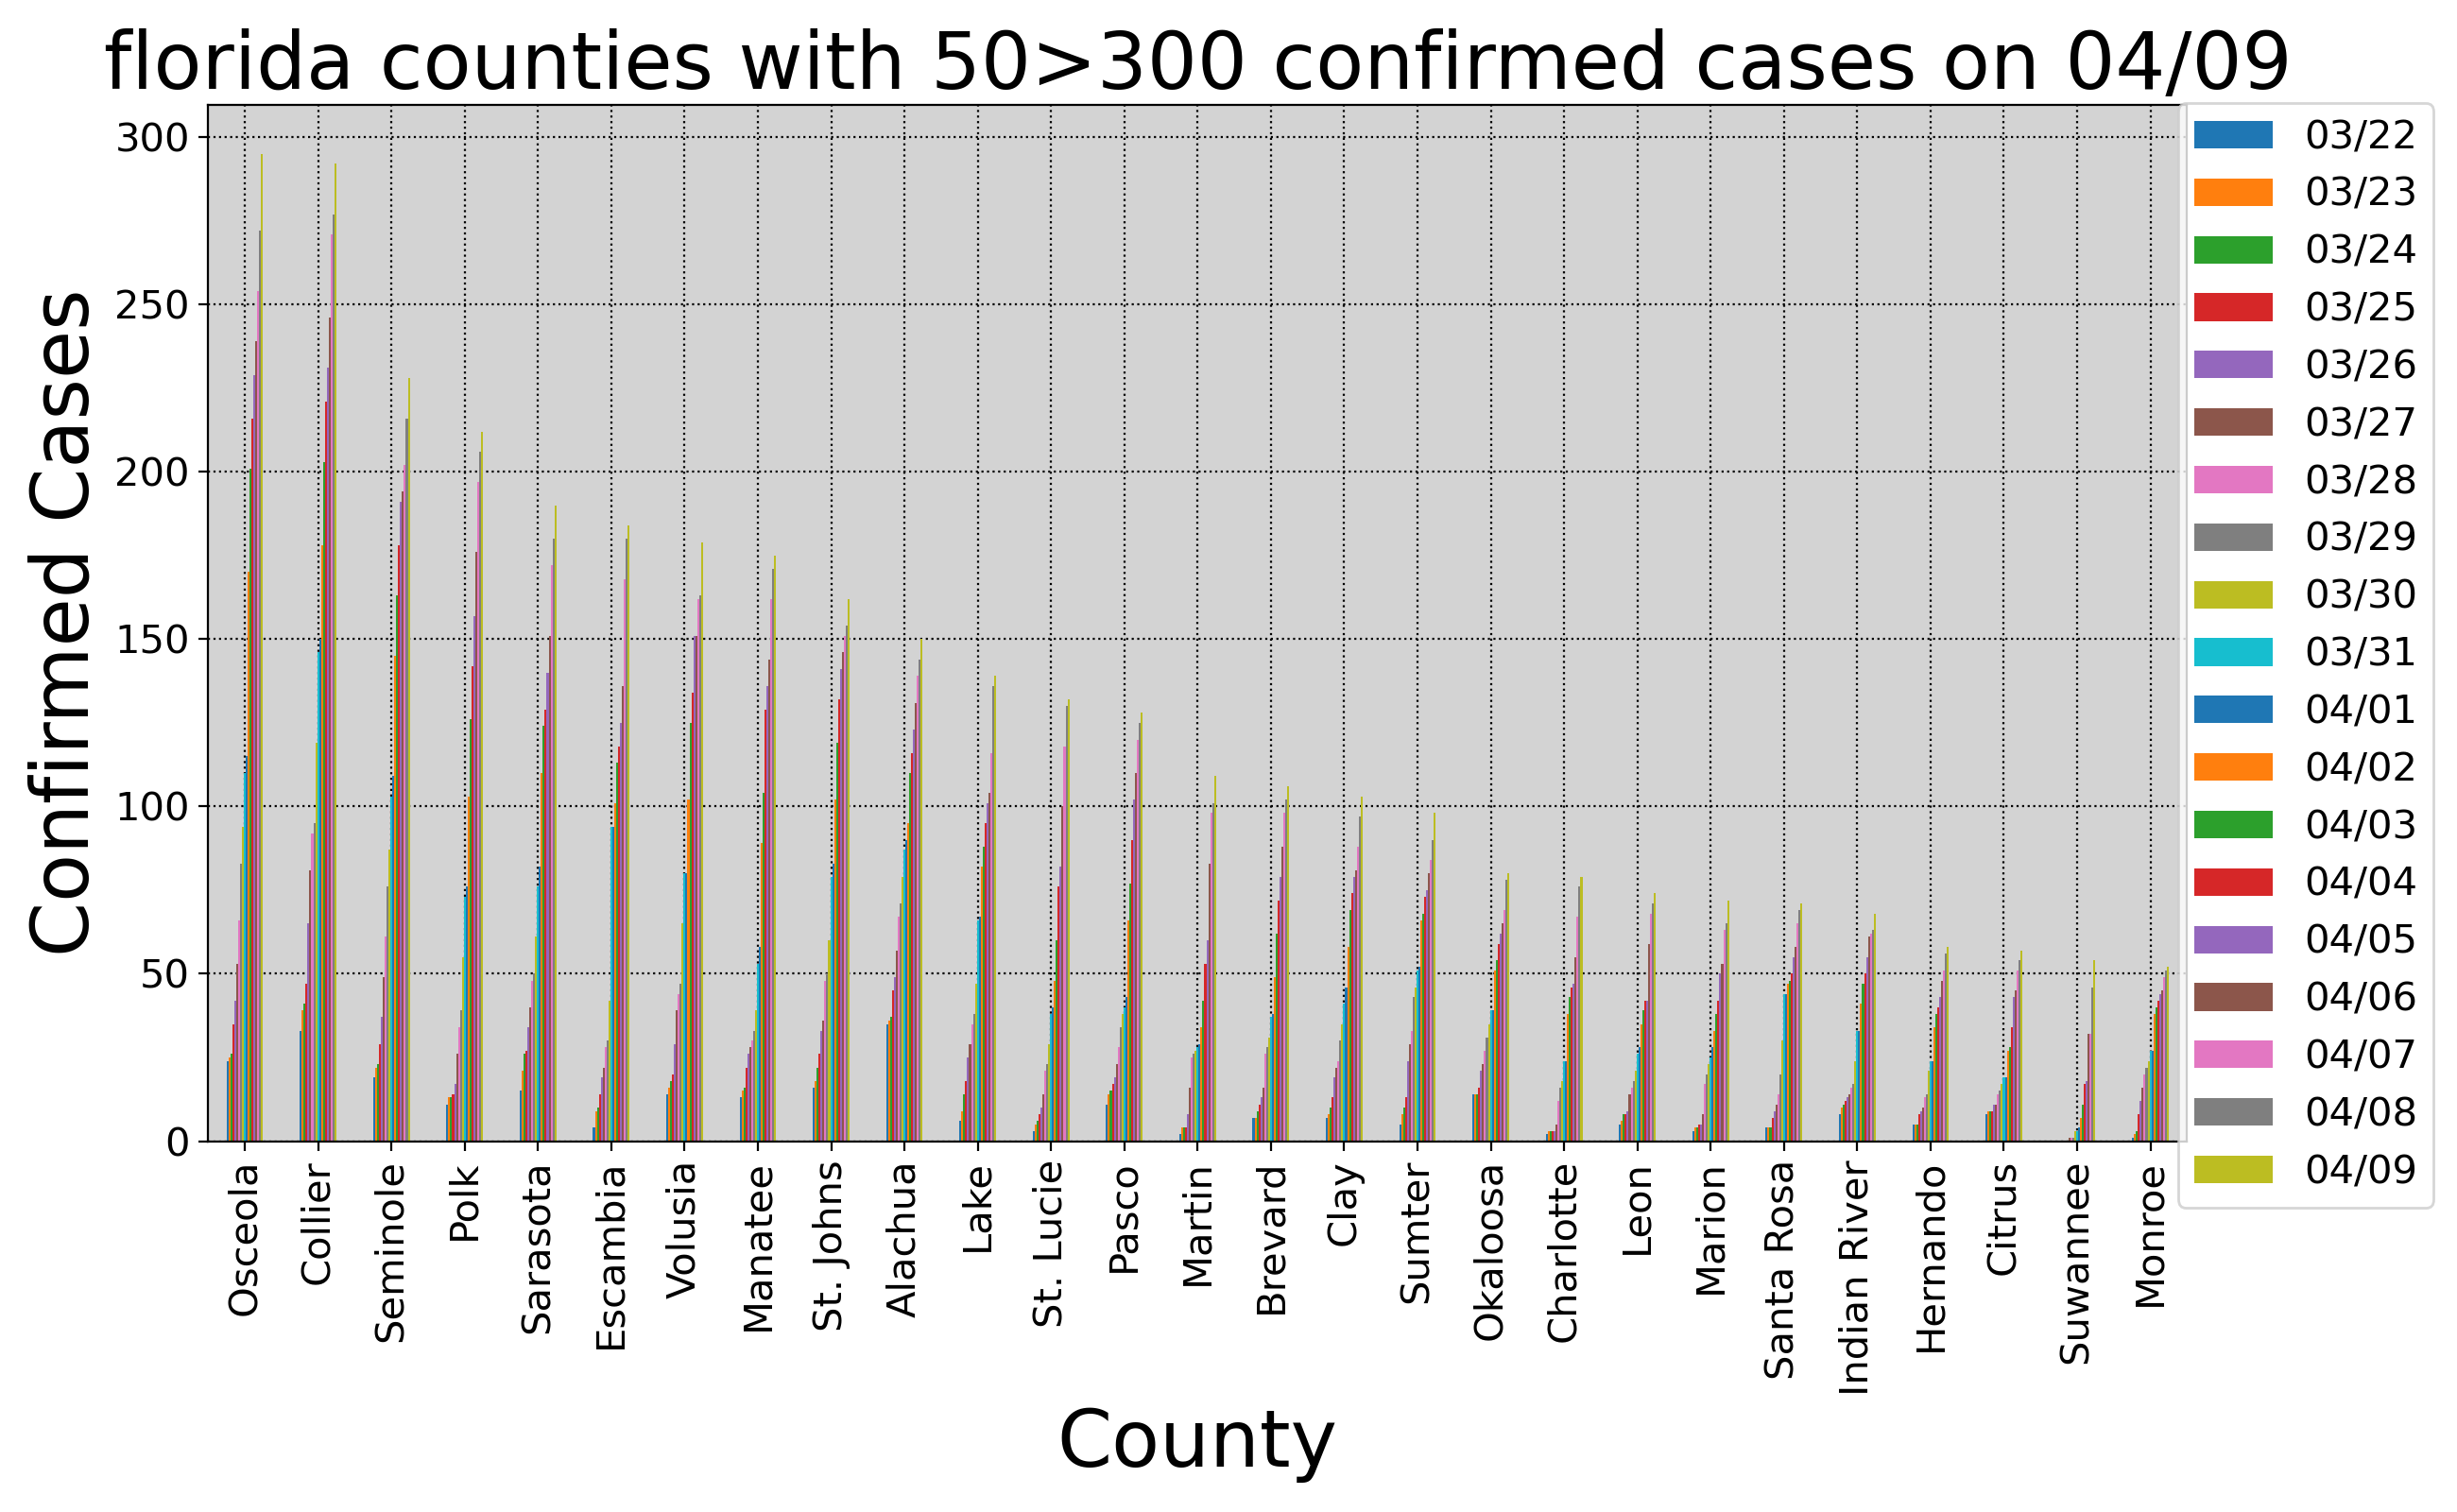 florida counties with 50>300 confirmed cases on 04/09
Confirmed Cases
300
250
200
150
100
50
0
Osceola
Collier
Seminole
Polk
Sarasota
Escambia
Volusia
Manatee
St. Johns
Alachua
Lake
St. Lucie
Pasco
Martin
Brevard
Clay
Sumter
Okaloosa
Charlotte
Leon
Marion
Santa Rosa
Indian River
Hernando
Citrus
Suwannee
Monroe
County
03/22
03/23
03/24
03/25
03/26
03/27
03/28
03/29
03/30
03/31
04/01
04/02
04/03
04/04
04/05
04/06
04/07
04/08
04/09